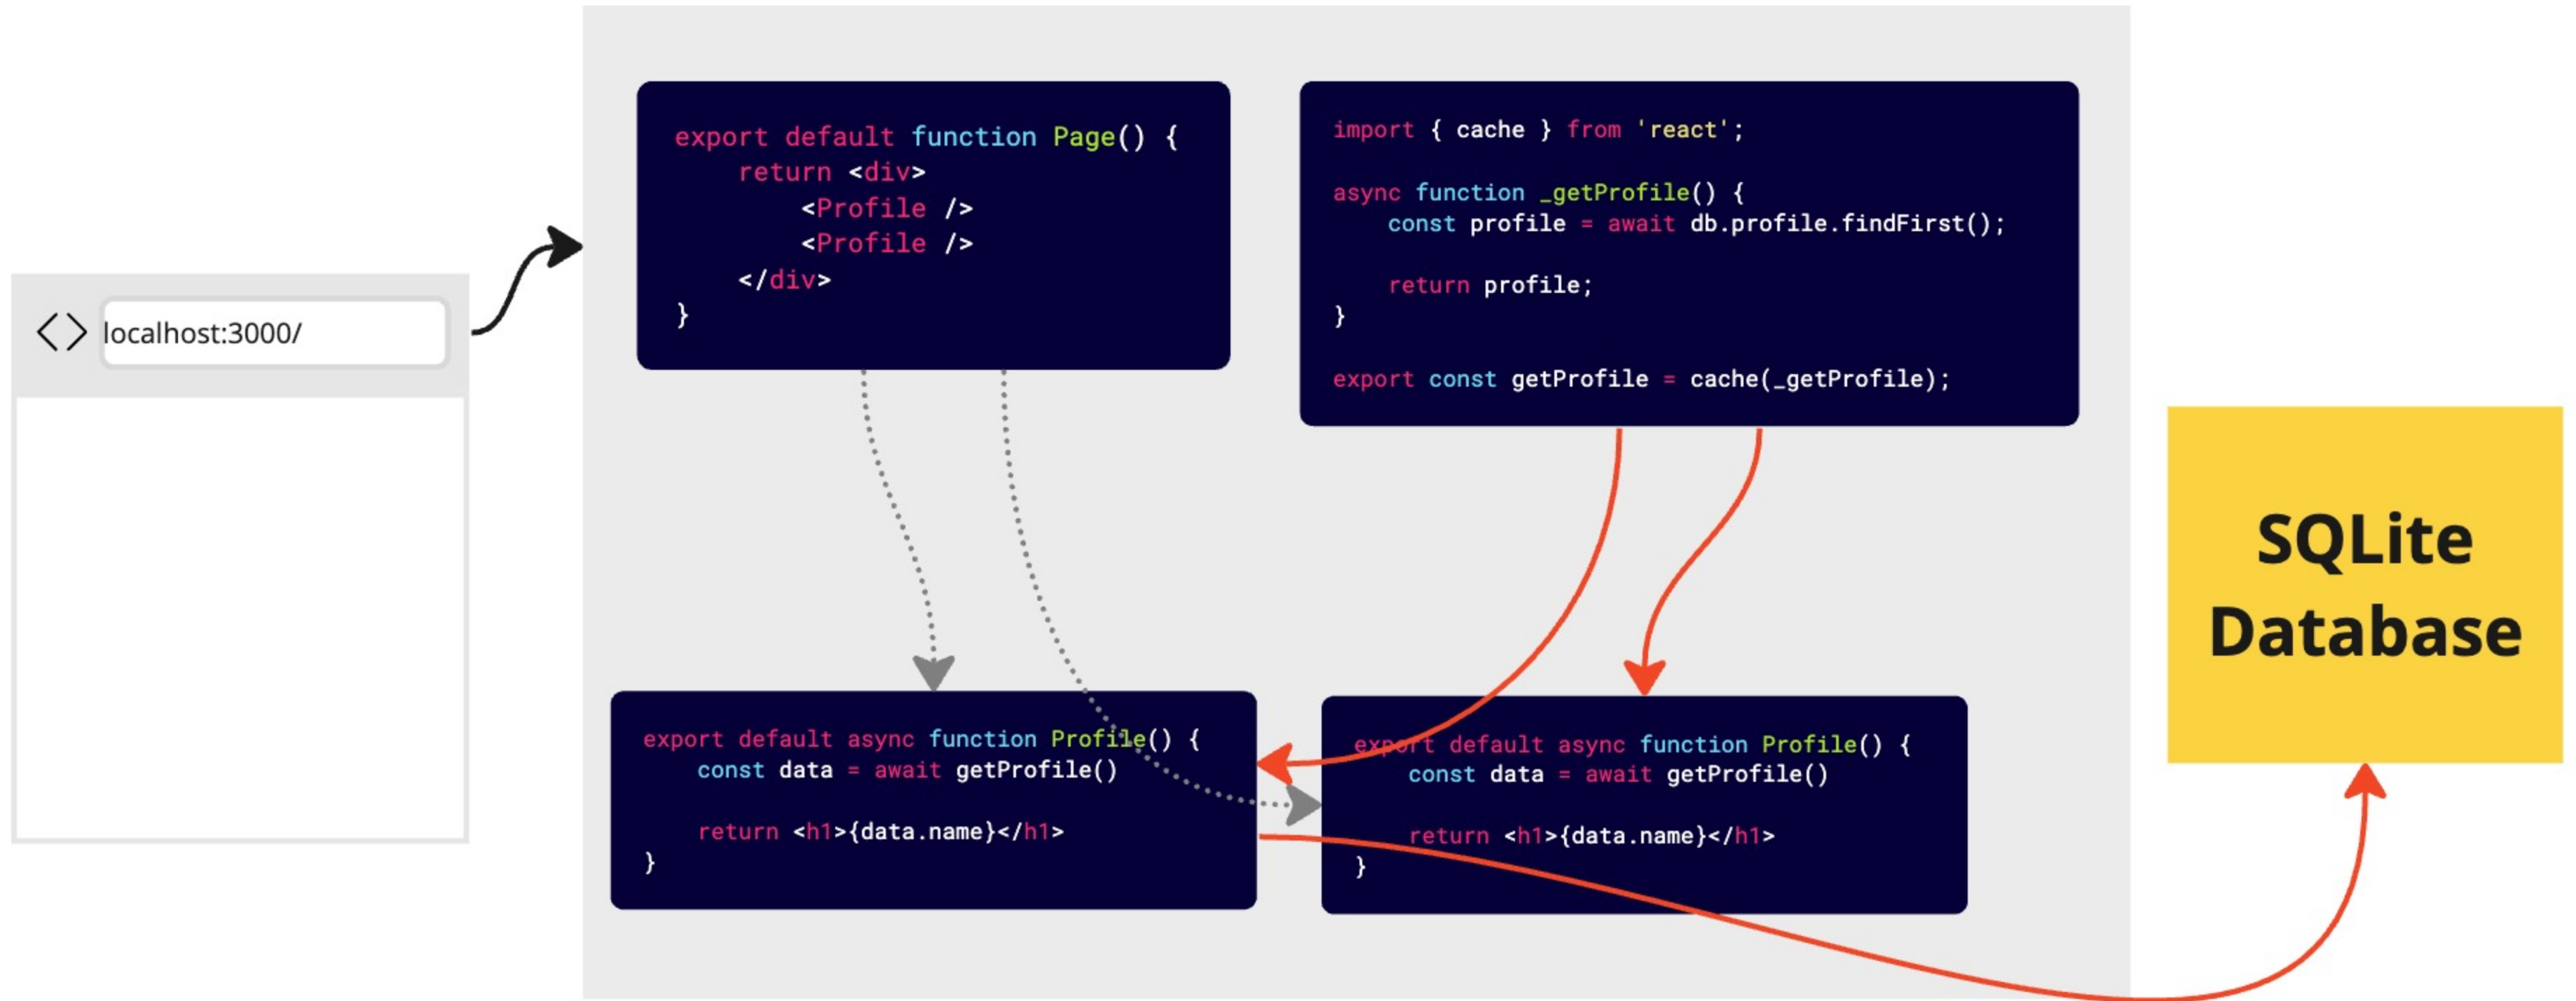 localhost:3000/
export default function Page() {
return <div>
<Profile />
<Profile />
</div>
}
import { cache } from 'react';
async function _getProfile() {
const profile = await db.profile.findFirst();
return profile;
}
export const getProfile = cache(_getProfile);
export default async function Profile() {
const data = await getProfile()
return <h1>{data.name}</h1>
}
export default async function Profile() {
const data = await getProfile()
return <h1>{data.name}</h1>
}
SQLite
Database